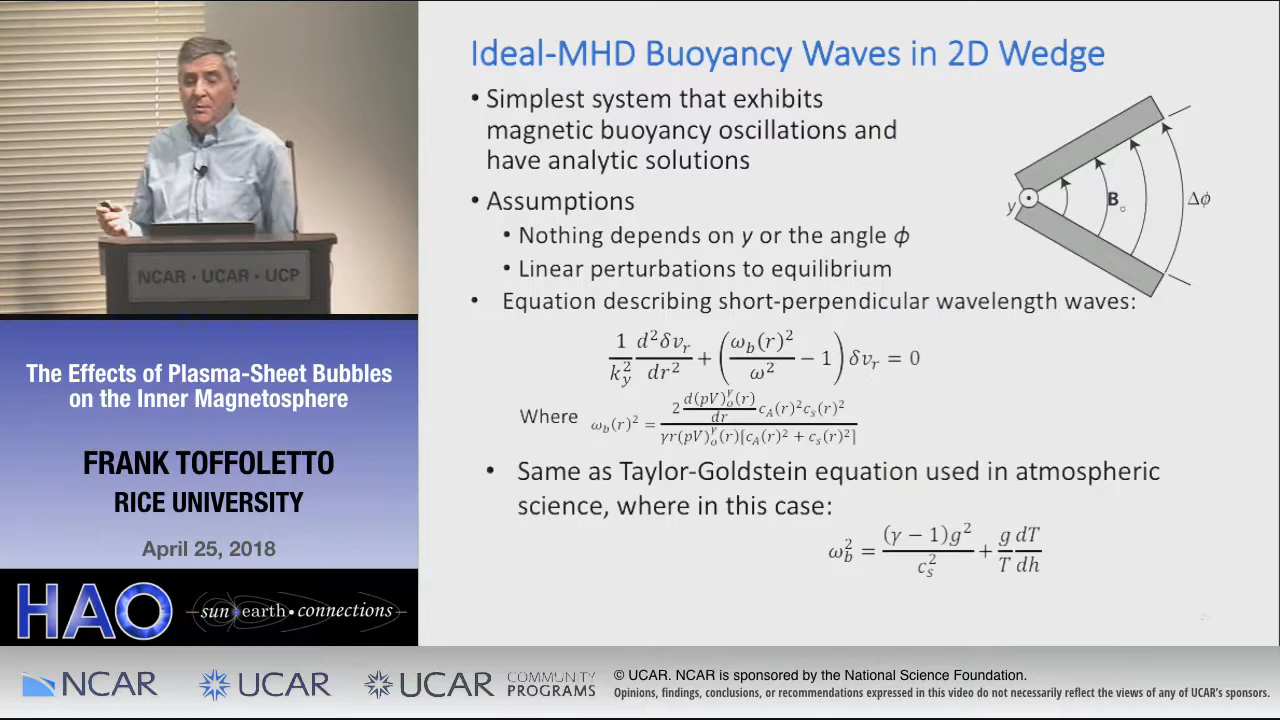 Ideal-MHD Buoyancy Waves in 2D Wedge
• Simplest system that exhibits
magnetic buoyancy oscillations and
have analytic solutions
• Assumptions
• Nothing depends on y or the angle ϕ
• Linear perturbations to equilibrium
• Equation describing short-perpendicular wavelength waves:
1/k_y^2 d^2δv_r/dr^2 + (ω_b(r)^2/ω^2 − 1) δv_r = 0
Where ω_b(r)^2 = 2 d(pV)_o^γ(r)/dr c_A(r)^2 c_s(r)^2 / γr(pV)_o^γ(r)[c_A(r)^2 + c_s(r)^2]
• Same as Taylor-Goldstein equation used in atmospheric
science, where in this case:
ω_b^2 = (γ − 1)g^2/c_s^2 + g/T dT/dh
y
B
Δϕ
NCAR · UCAR · UCP
The Effects of Plasma-Sheet Bubbles
on the Inner Magnetosphere
FRANK TOFFOLETTO
RICE UNIVERSITY
April 25, 2018
HAO
sun•earth•connections
NCAR
UCAR
UCAR
COMMUNITY
PROGRAMS
© UCAR. NCAR is sponsored by the National Science Foundation.
Opinions, findings, conclusions, or recommendations expressed in this video do not necessarily reflect the views of any of UCAR's sponsors.